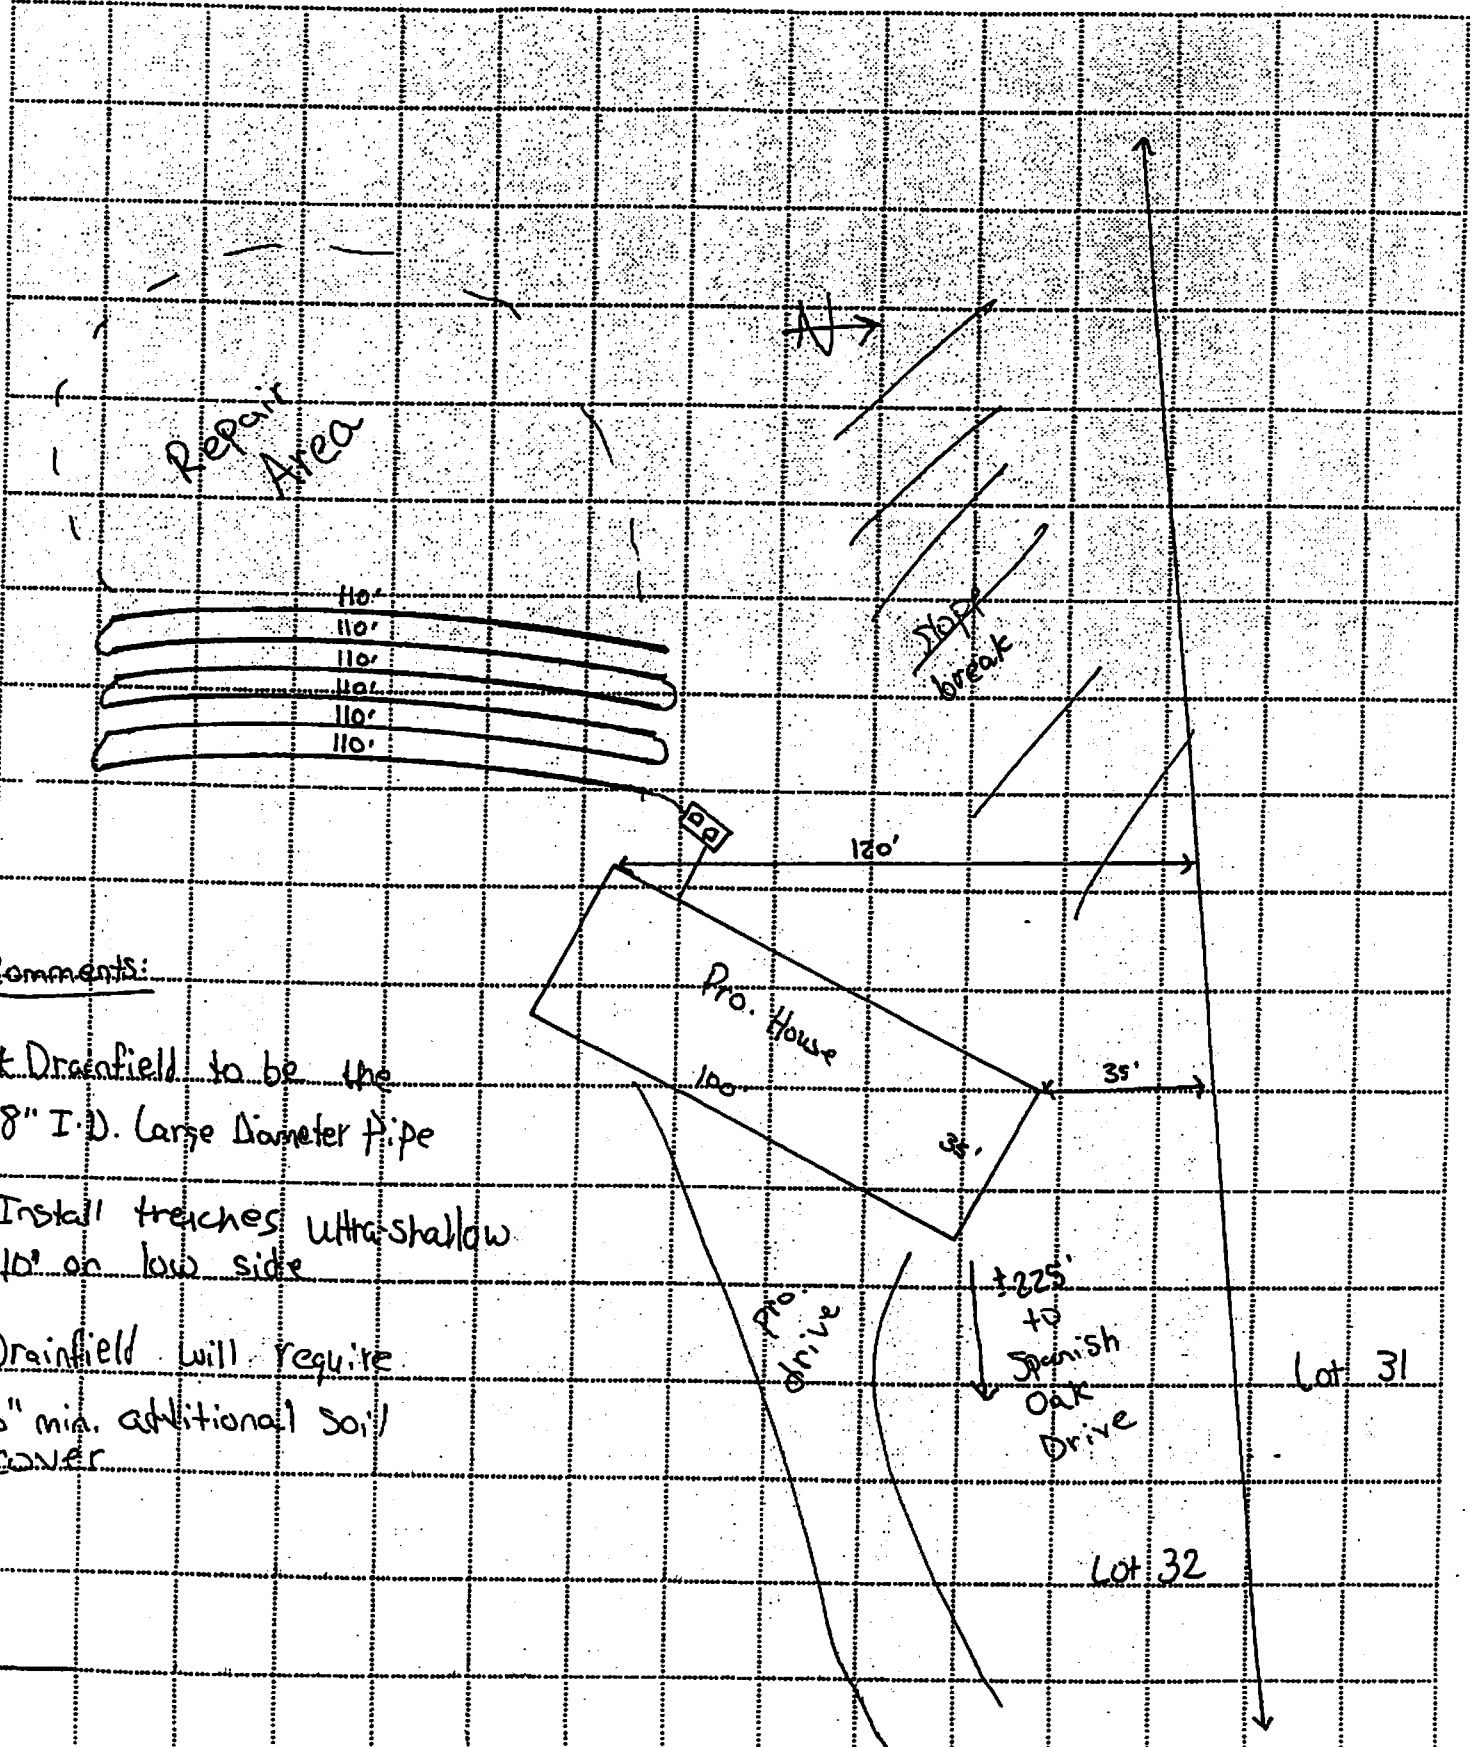 N
Repair
Area
110'
110'
110'
110'
110'
110'
Slope
break
120'
Comments:
Pro. House
100'
35'
35'
* Drainfield to be the
8" I.D. Large Diameter Pipe
Install trenches ultra-shallow
10" on low side
Drainfield will require
6" min. additional soil
cover
Pro.
drive
±225'
to
Spanish
Oak
Drive
Lot 31
Lot 32